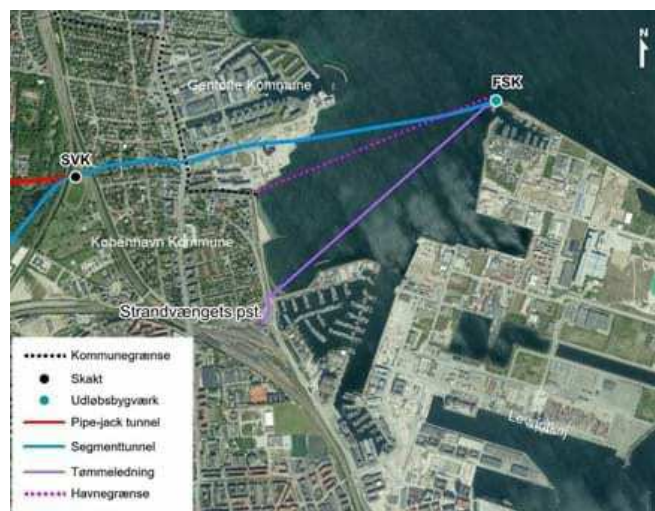 N
FSK
Gentofte Kommune
SVK
København Kommune
Strandvængets pst.
Kommunegrænse
Skakt
Udløbsbygværk
Pipe-jack tunnel
Segmenttunnel
Tømmeledning
Havnegrænse